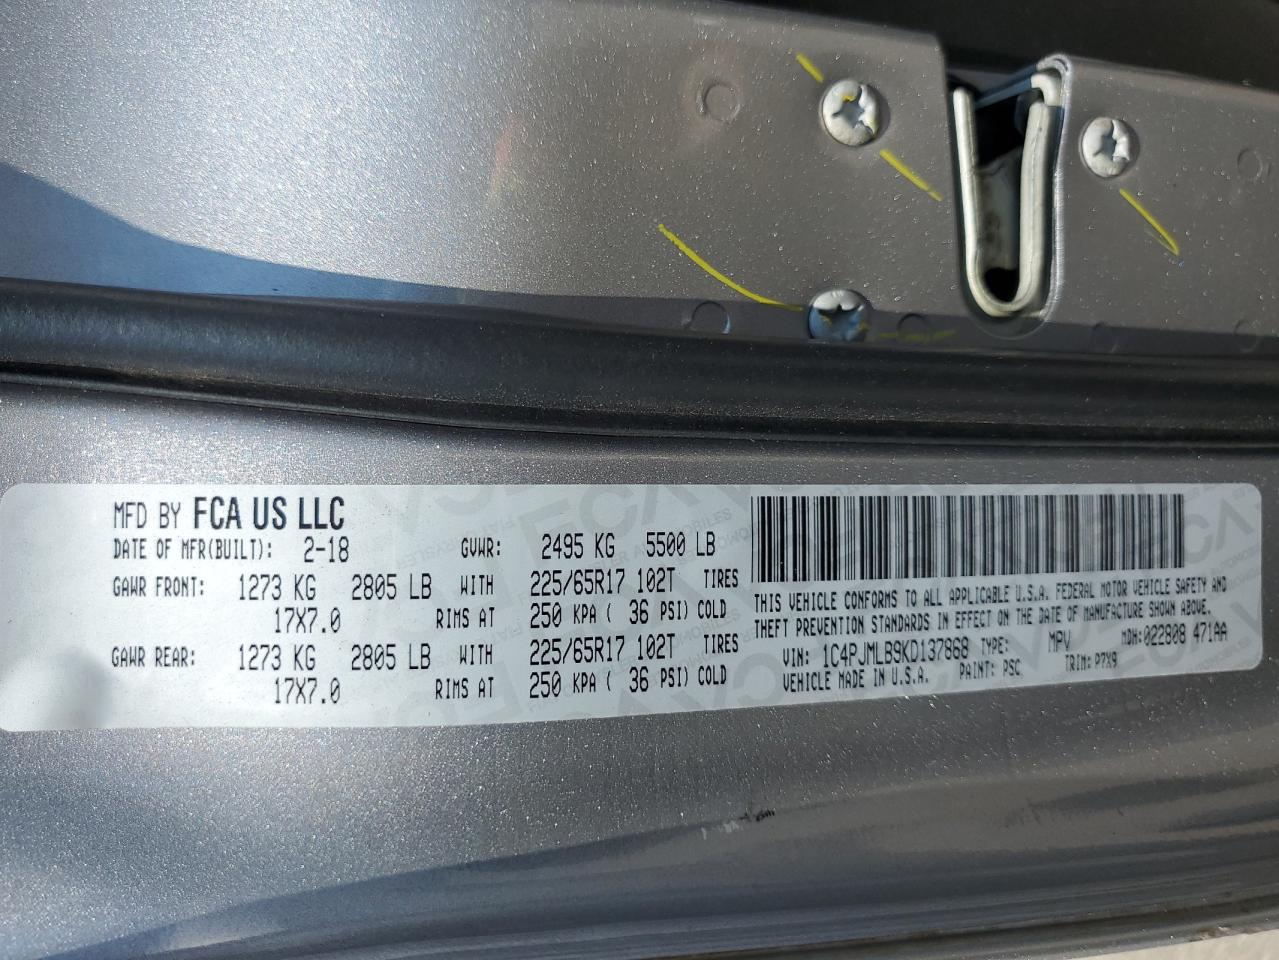 MFD BY FCA US LLC
DATE OF MFR(BUILT): 2-18 GVWR: 2495 KG 5500 LB
GAWR FRONT: 1273 KG 2805 LB WITH 225/65R17 102T TIRES
17X7.0 RIMS AT 250 KPA ( 36 PSI) COLD
GAWR REAR: 1273 KG 2805 LB WITH 225/65R17 102T TIRES
17X7.0 RIMS AT 250 KPA ( 36 PSI) COLD
THIS VEHICLE CONFORMS TO ALL APPLICABLE U.S.A. FEDERAL MOTOR VEHICLE SAFETY AND
THEFT PREVENTION STANDARDS IN EFFECT ON THE DATE OF MANUFACTURE SHOWN ABOVE.
VIN: 1C4PJMLB9KD137868 TYPE: MPV MDH:022808 471AA
VEHICLE MADE IN U.S.A. PAINT: PSC TRIM: P7X9